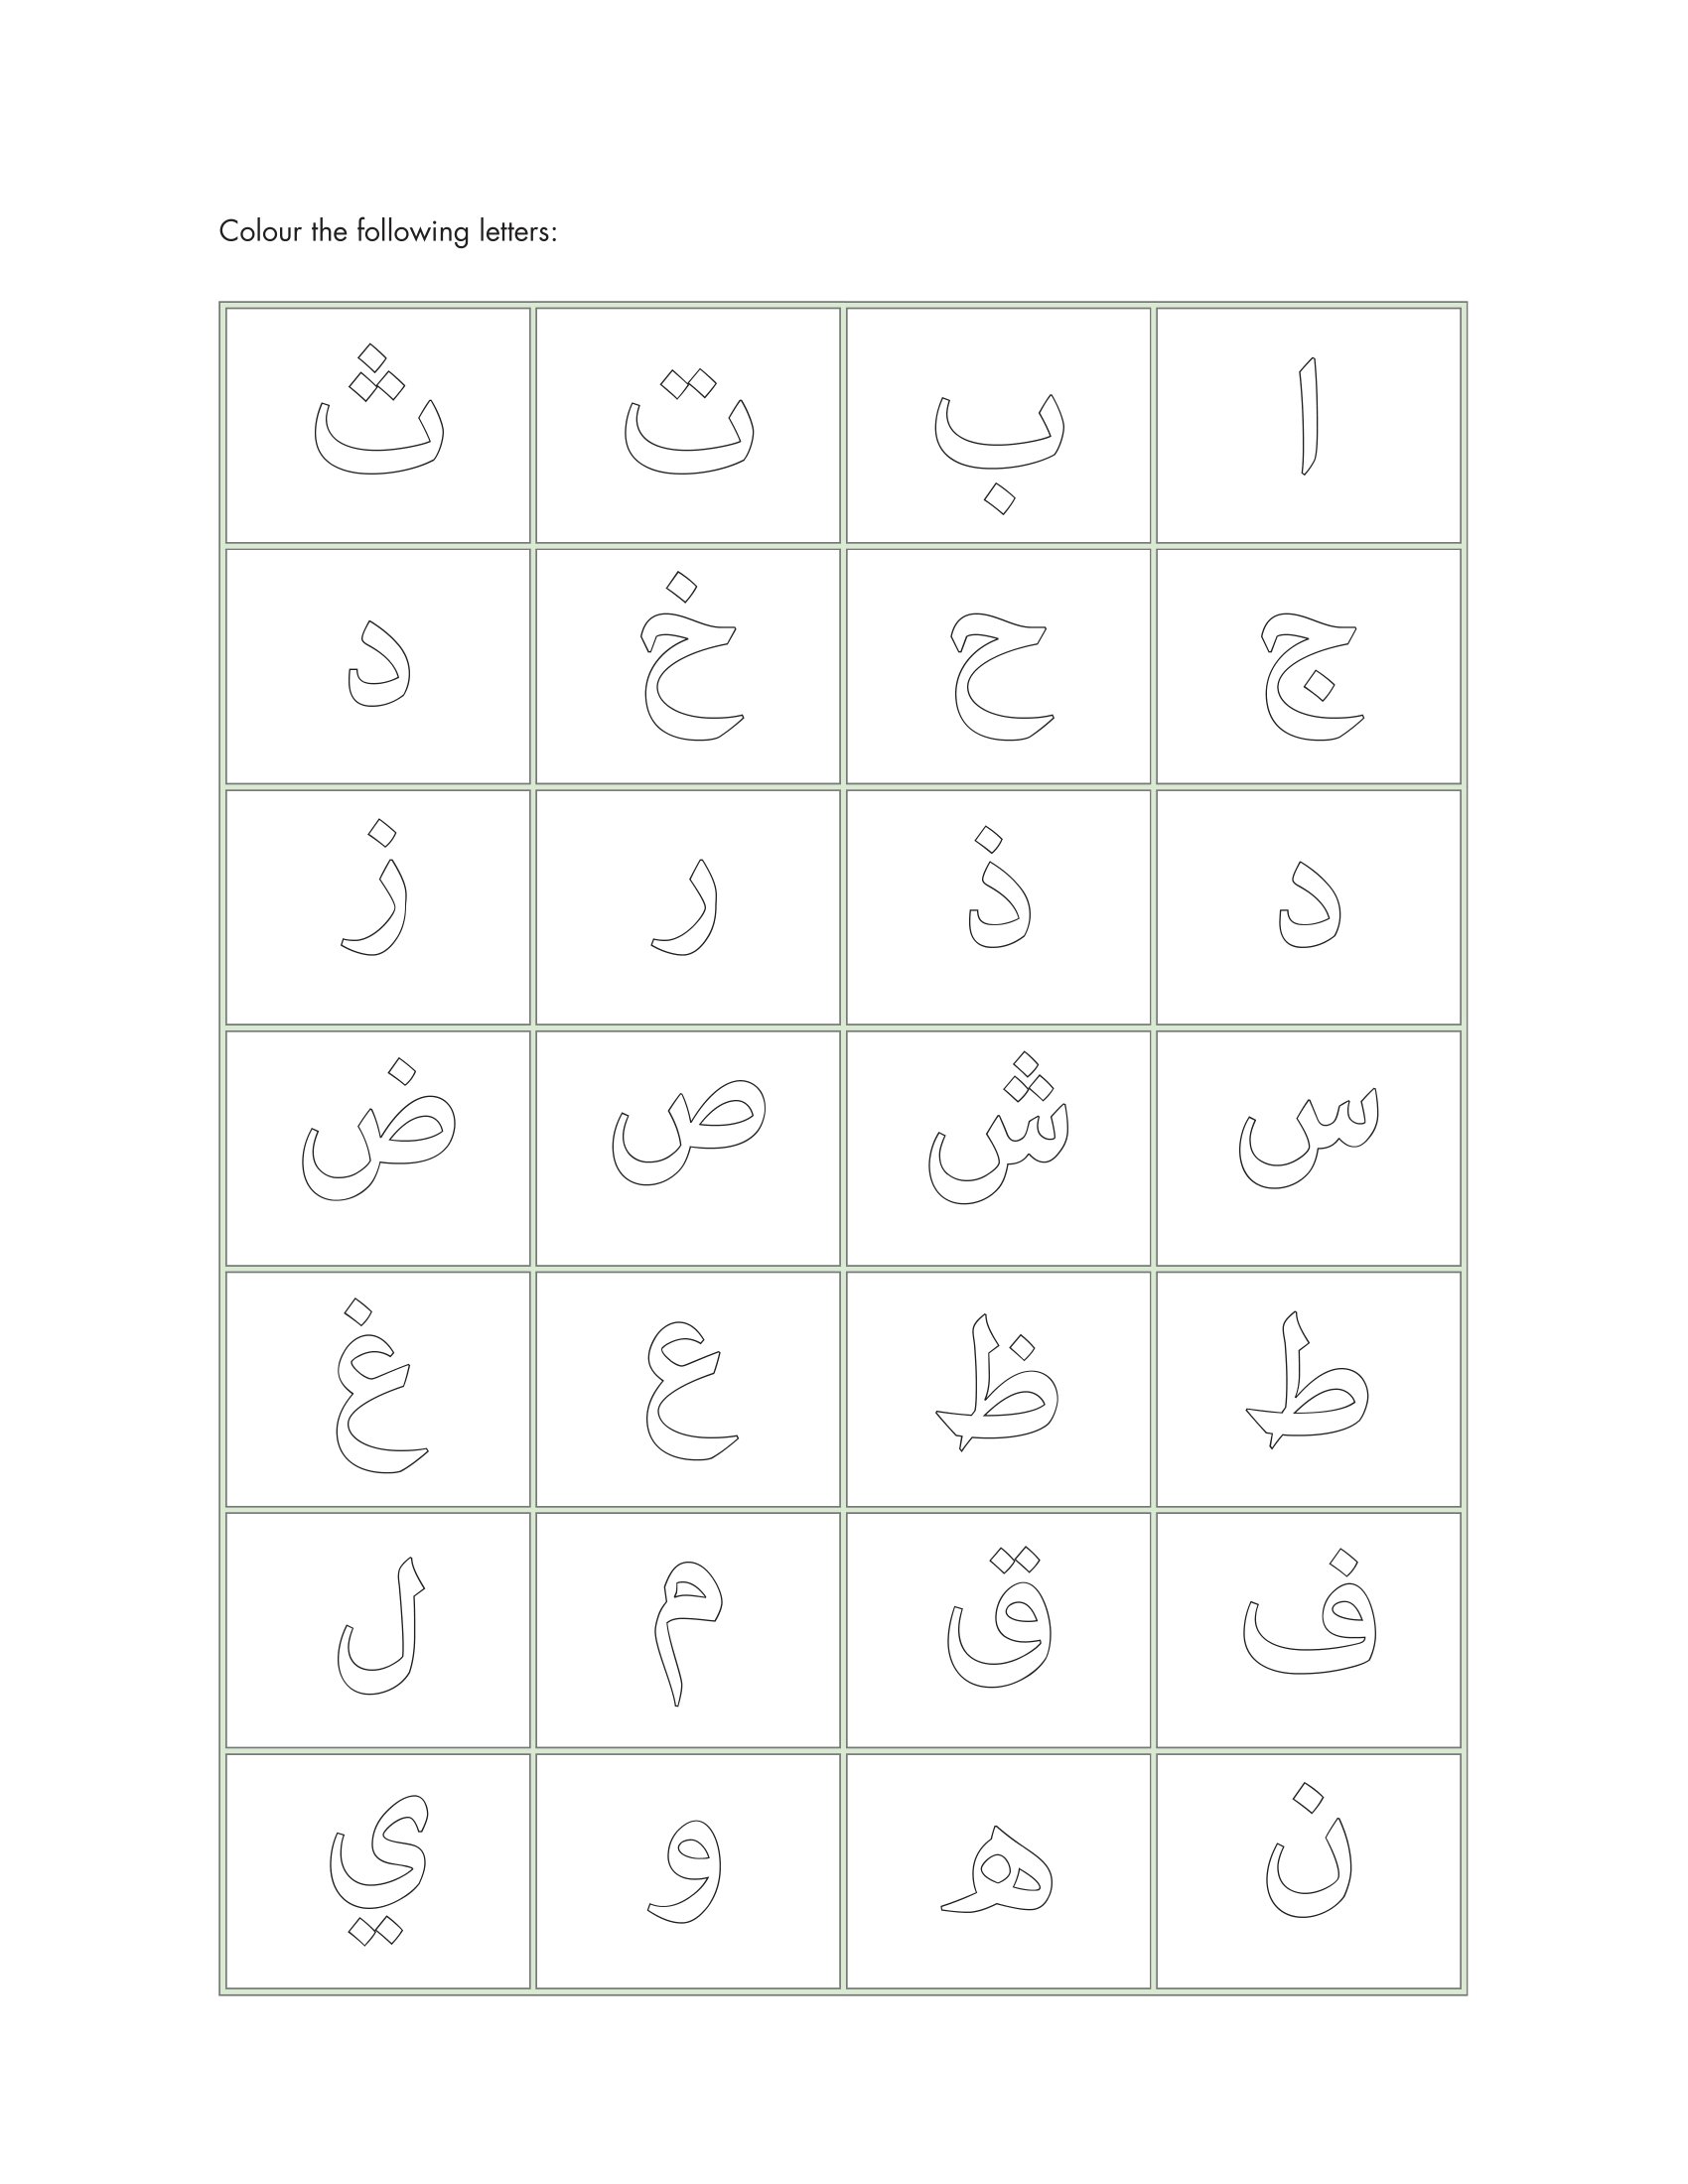 Colour the following letters:
ا ب ت ث
ج ح خ د
د ذ ر ز
س ش ص ض
ط ظ ع غ
ف ق م ل
ن ه و ي